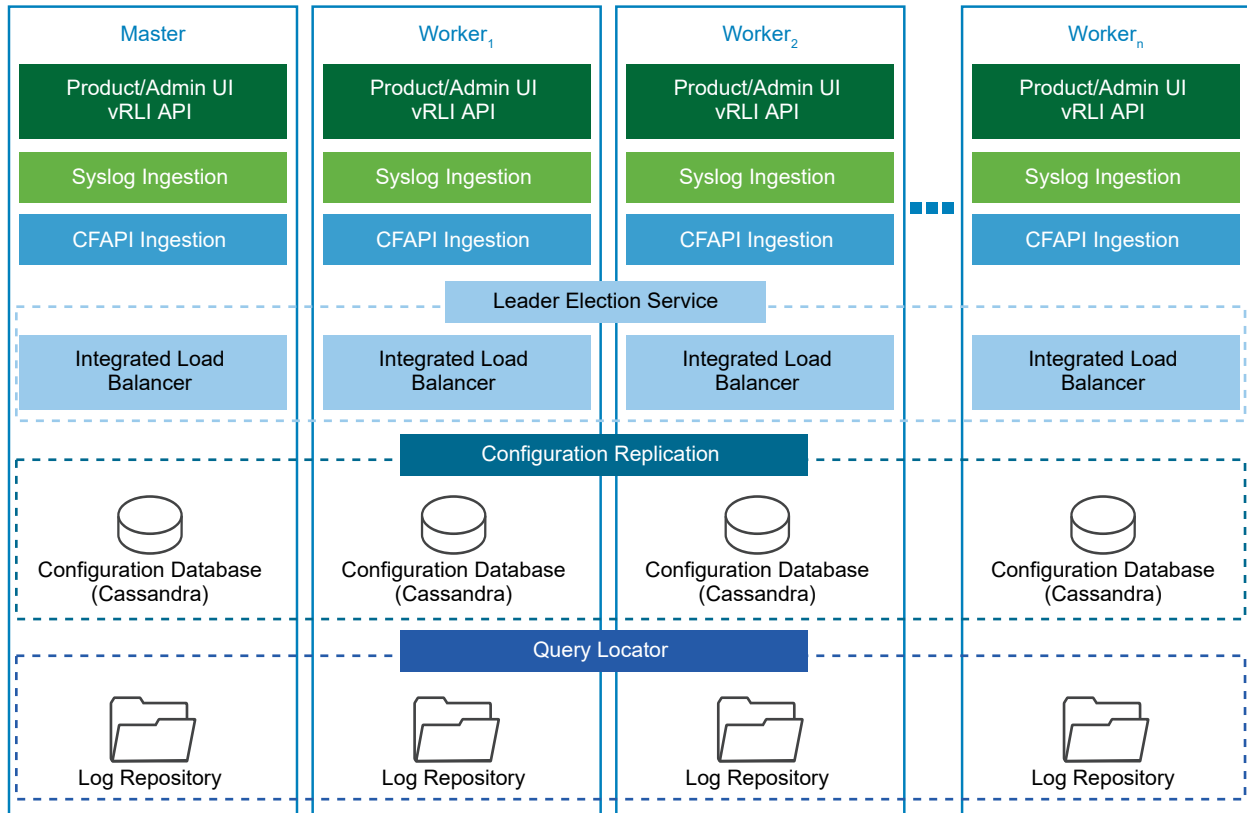 Master
Worker1
Worker2
Workern
Product/Admin UI
vRLI API
Product/Admin UI
vRLI API
Product/Admin UI
vRLI API
Product/Admin UI
vRLI API
Syslog Ingestion
Syslog Ingestion
Syslog Ingestion
Syslog Ingestion
CFAPI Ingestion
CFAPI Ingestion
CFAPI Ingestion
CFAPI Ingestion
Leader Election Service
Integrated Load
Balancer
Integrated Load
Balancer
Integrated Load
Balancer
Integrated Load
Balancer
Configuration Replication
Configuration Database
(Cassandra)
Configuration Database
(Cassandra)
Configuration Database
(Cassandra)
Configuration Database
(Cassandra)
Query Locator
Log Repository
Log Repository
Log Repository
Log Repository